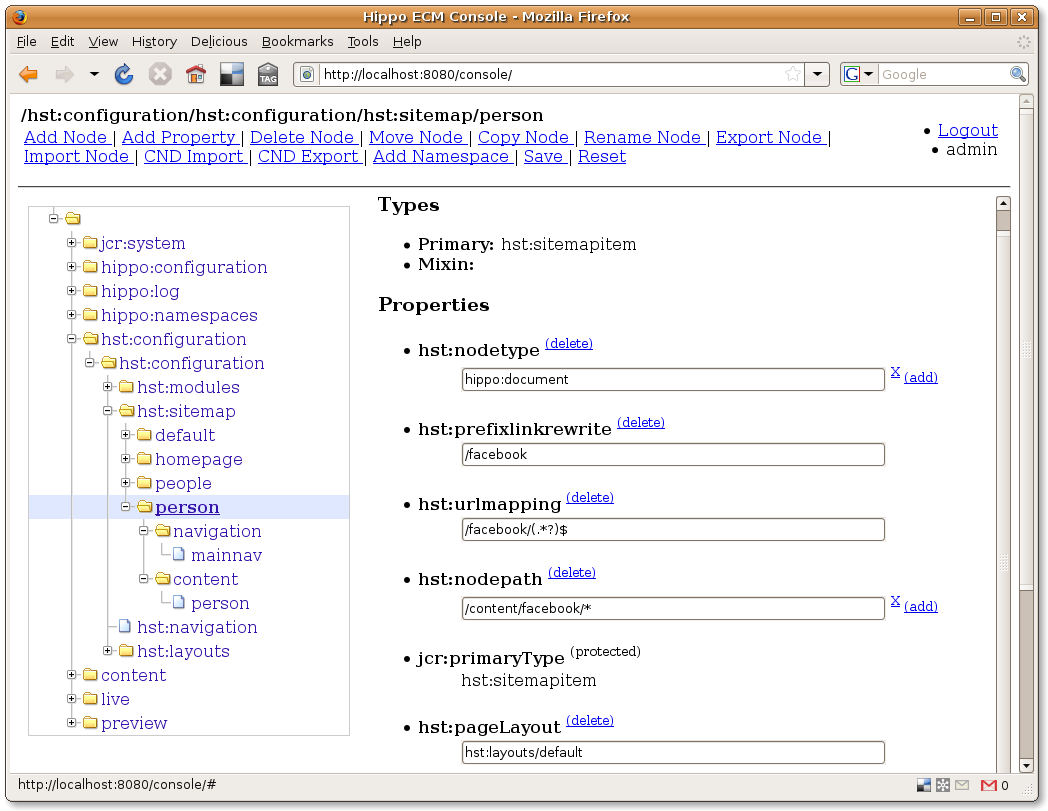 Hippo ECM Console - Mozilla Firefox
File Edit View History Delicious Bookmarks Tools Help
TAG http://localhost:8080/console/ G Google
/hst:configuration/hst:configuration/hst:sitemap/person
Add Node | Add Property | Delete Node | Move Node | Copy Node | Rename Node | Export Node |
Import Node | CND Import | CND Export | Add Namespace | Save | Reset
• Logout
• admin
jcr:system
hippo:configuration
hippo:log
hippo:namespaces
hst:configuration
hst:configuration
hst:modules
hst:sitemap
default
homepage
people
person
navigation
mainnav
content
person
hst:navigation
hst:layouts
content
live
preview
Types
• Primary: hst:sitemapitem
• Mixin:
Properties
• hst:nodetype (delete)
hippo:document X (add)
• hst:prefixlinkrewrite (delete)
/facebook
• hst:urlmapping (delete)
/facebook/(.*?)$
• hst:nodepath (delete)
/content/facebook/* X (add)
• jcr:primaryType (protected)
hst:sitemapitem
• hst:pageLayout (delete)
hst:layouts/default
http://localhost:8080/console/# 0